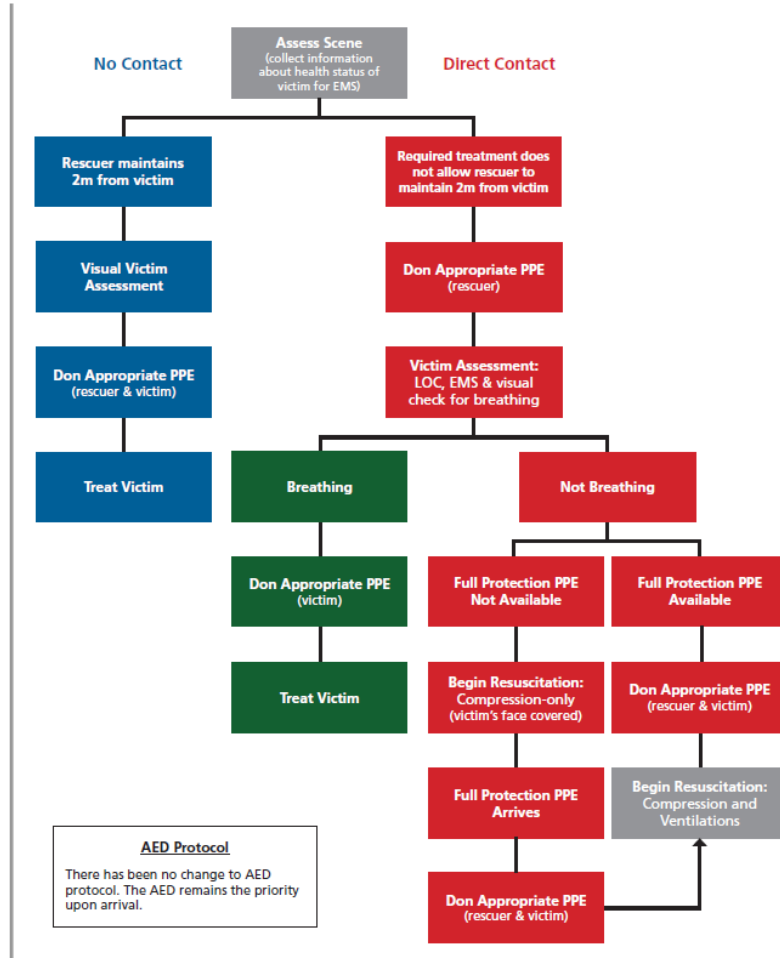 No Contact
Assess Scene
(collect information
about health status of
victim for EMS)
Direct Contact
Rescuer maintains
2m from victim
Required treatment does
not allow rescuer to
maintain 2m from victim
Visual Victim
Assessment
Don Appropriate PPE
(rescuer)
Don Appropriate PPE
(rescuer & victim)
Victim Assessment:
LOC, EMS & visual
check for breathing
Treat Victim
Breathing
Not Breathing
Don Appropriate PPE
(victim)
Full Protection PPE
Not Available
Full Protection PPE
Available
Treat Victim
Begin Resuscitation:
Compression-only
(victim's face covered)
Don Appropriate PPE
(rescuer & victim)
Full Protection PPE
Arrives
Begin Resuscitation:
Compression and
Ventilations
Don Appropriate PPE
(rescuer & victim)
AED Protocol
There has been no change to AED
protocol. The AED remains the priority
upon arrival.